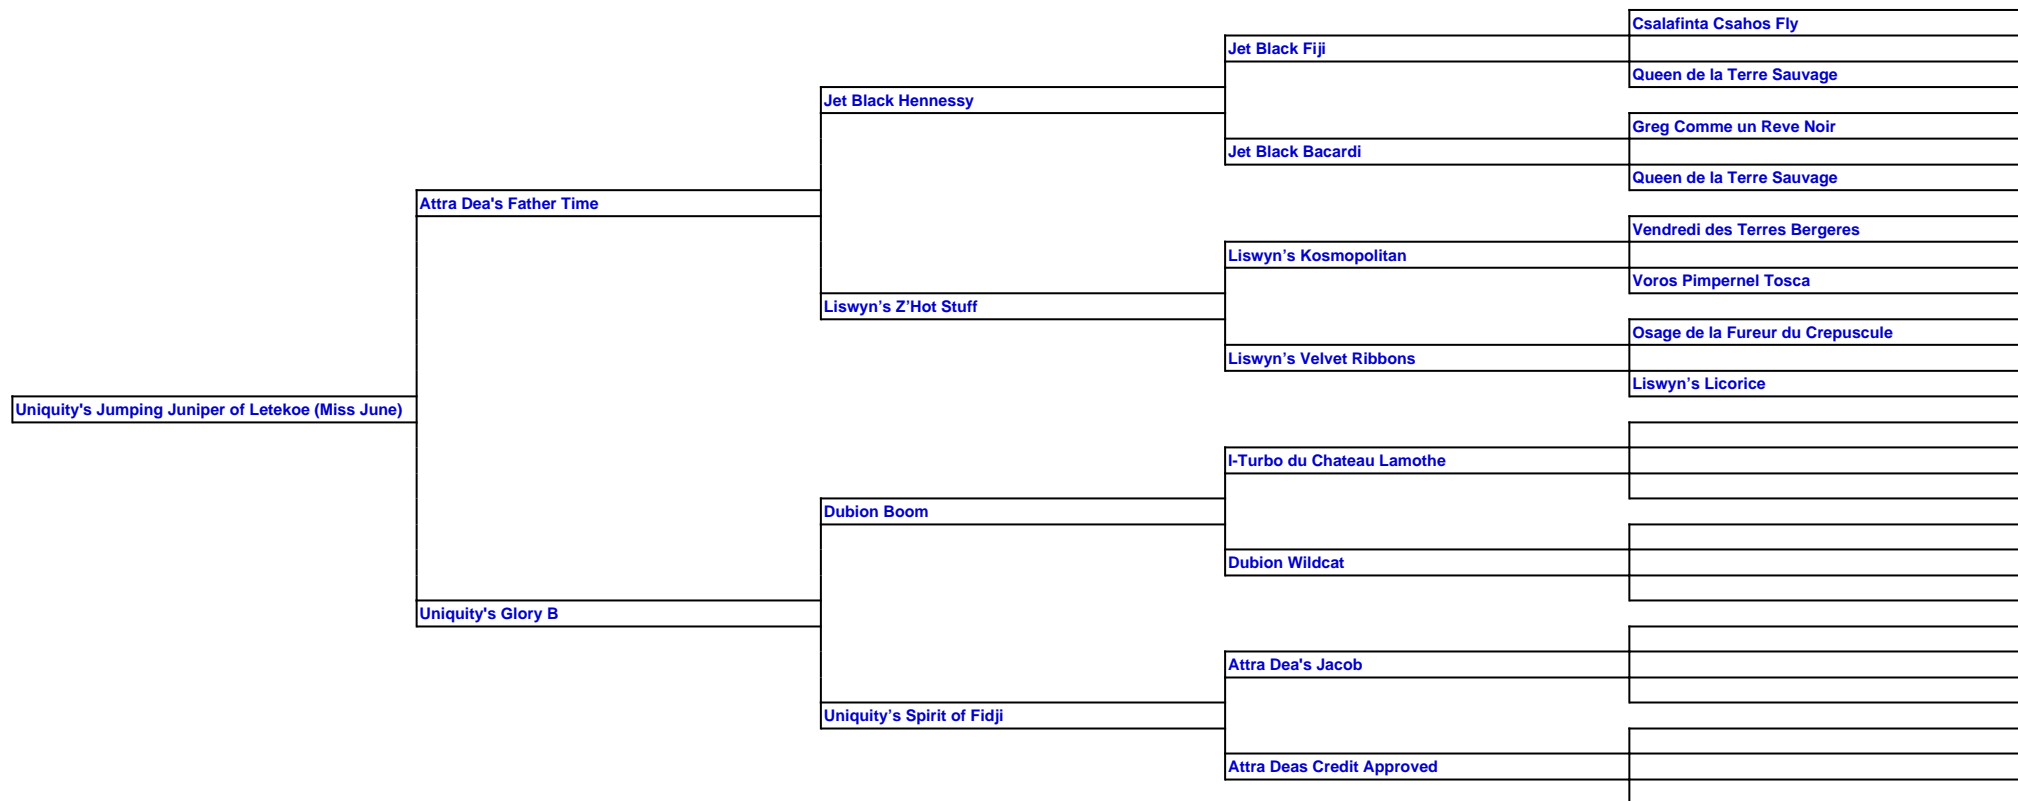 Csalafinta Csahos Fly
Jet Black Fiji
Queen de la Terre Sauvage
Jet Black Hennessy
Greg Comme un Reve Noir
Jet Black Bacardi
Queen de la Terre Sauvage
Attra Dea's Father Time
Vendredi des Terres Bergeres
Liswyn’s Kosmopolitan
Voros Pimpernel Tosca
Liswyn’s Z’Hot Stuff
Osage de la Fureur du Crepuscule
Liswyn’s Velvet Ribbons
Liswyn’s Licorice
Uniquity's Jumping Juniper of Letekoe (Miss June)
I-Turbo du Chateau Lamothe
Dubion Boom
Dubion Wildcat
Uniquity's Glory B
Attra Dea's Jacob
Uniquity’s Spirit of Fidji
Attra Deas Credit Approved